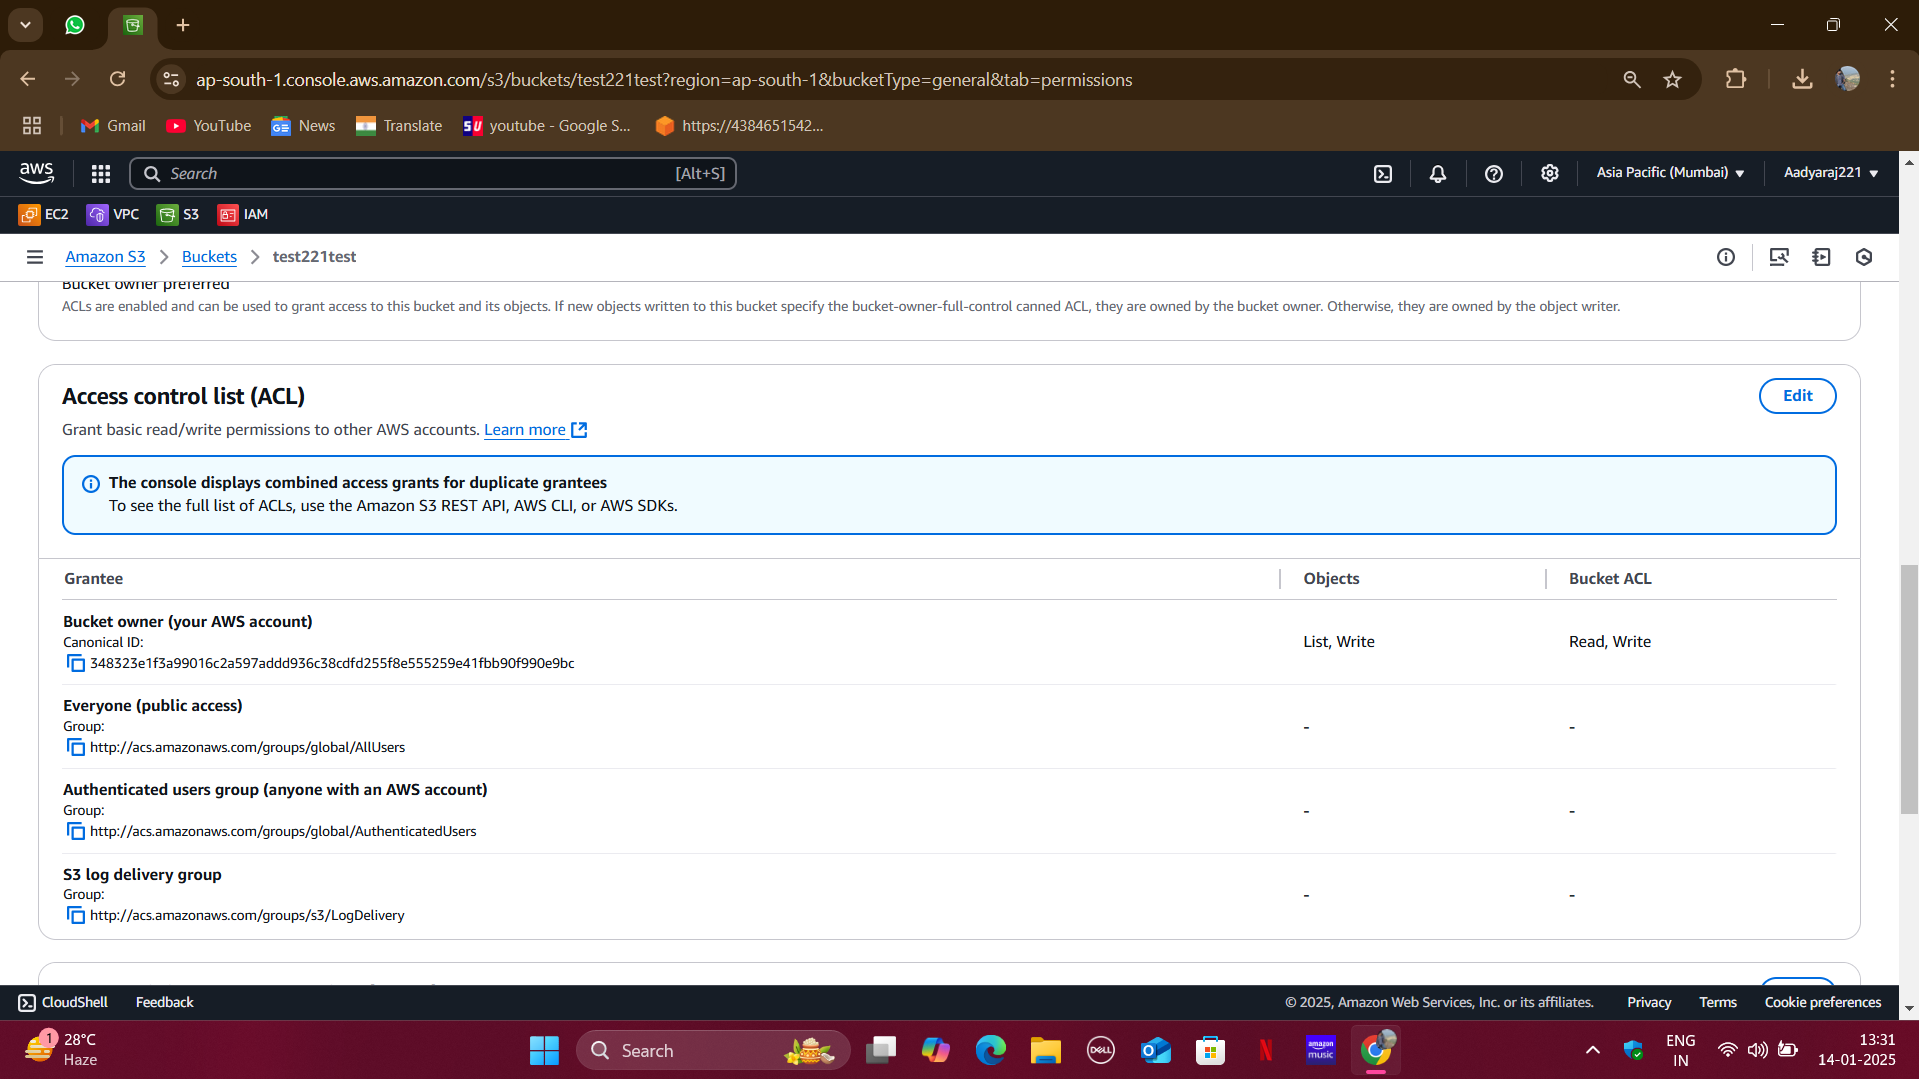 ap-south-1.console.aws.amazon.com/s3/buckets/test221test?region=ap-south-1&bucketType=general&tab=permissions
Gmail
YouTube
News
Translate
youtube - Google S...
https://4384651542...
aws
Search
[Alt+S]
Asia Pacific (Mumbai)
Aadyaraj221
EC2
VPC
S3
IAM
Amazon S3
Buckets
test221test
Bucket owner preferred
ACLs are enabled and can be used to grant access to this bucket and its objects. If new objects written to this bucket specify the bucket-owner-full-control canned ACL, they are owned by the bucket owner. Otherwise, they are owned by the object writer.
Access control list (ACL)
Edit
Grant basic read/write permissions to other AWS accounts. Learn more
The console displays combined access grants for duplicate grantees
To see the full list of ACLs, use the Amazon S3 REST API, AWS CLI, or AWS SDKs.
Grantee
Objects
Bucket ACL
Bucket owner (your AWS account)
Canonical ID:
348323e1f3a99016c2a597addd936c38cdfd255f8e555259e41fbb90f990e9bc
List, Write
Read, Write
Everyone (public access)
Group:
http://acs.amazonaws.com/groups/global/AllUsers
-
-
Authenticated users group (anyone with an AWS account)
Group:
http://acs.amazonaws.com/groups/global/AuthenticatedUsers
-
-
S3 log delivery group
Group:
http://acs.amazonaws.com/groups/s3/LogDelivery
-
-
CloudShell
Feedback
© 2025, Amazon Web Services, Inc. or its affiliates.
Privacy
Terms
Cookie preferences
1
28°C
Haze
Search
DELL
amazon
music
ENG
IN
13:31
14-01-2025